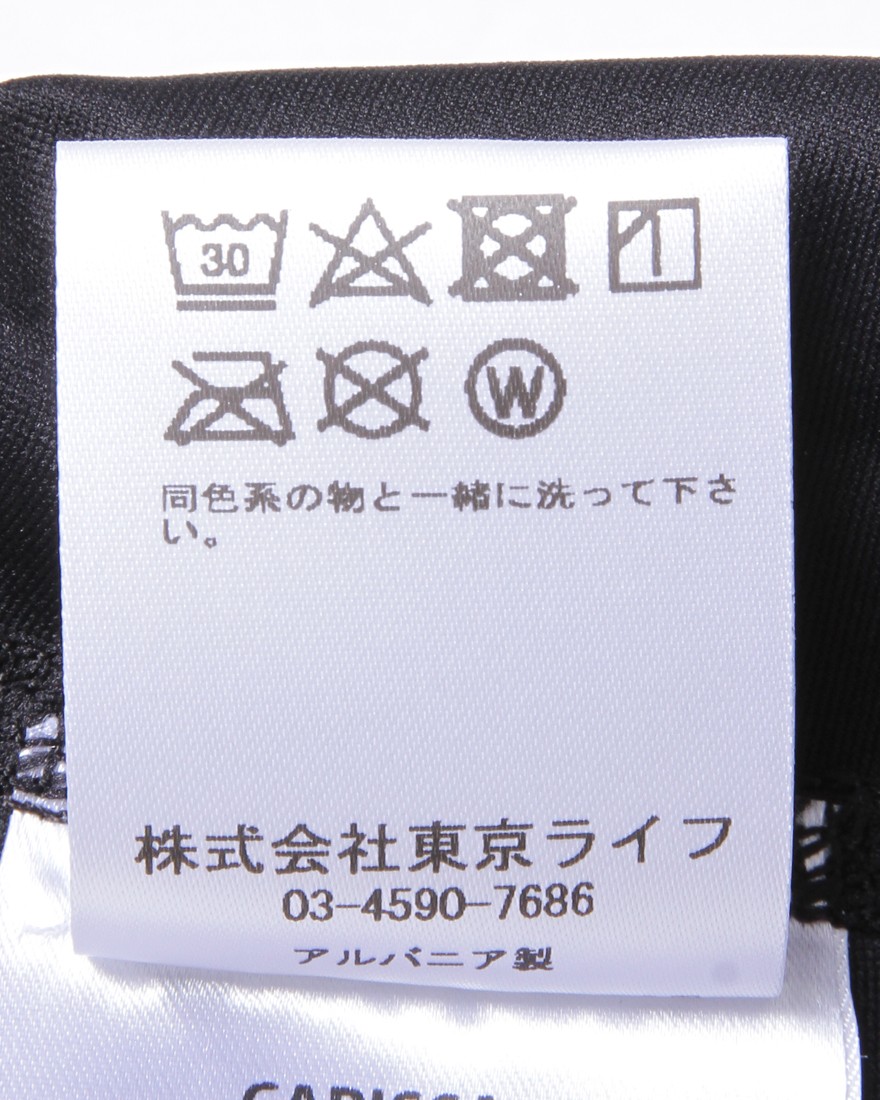 30
W
同色系の物と一緒に洗って下さ
い。
株式会社東京ライフ
03-4590-7686
アルバニア製